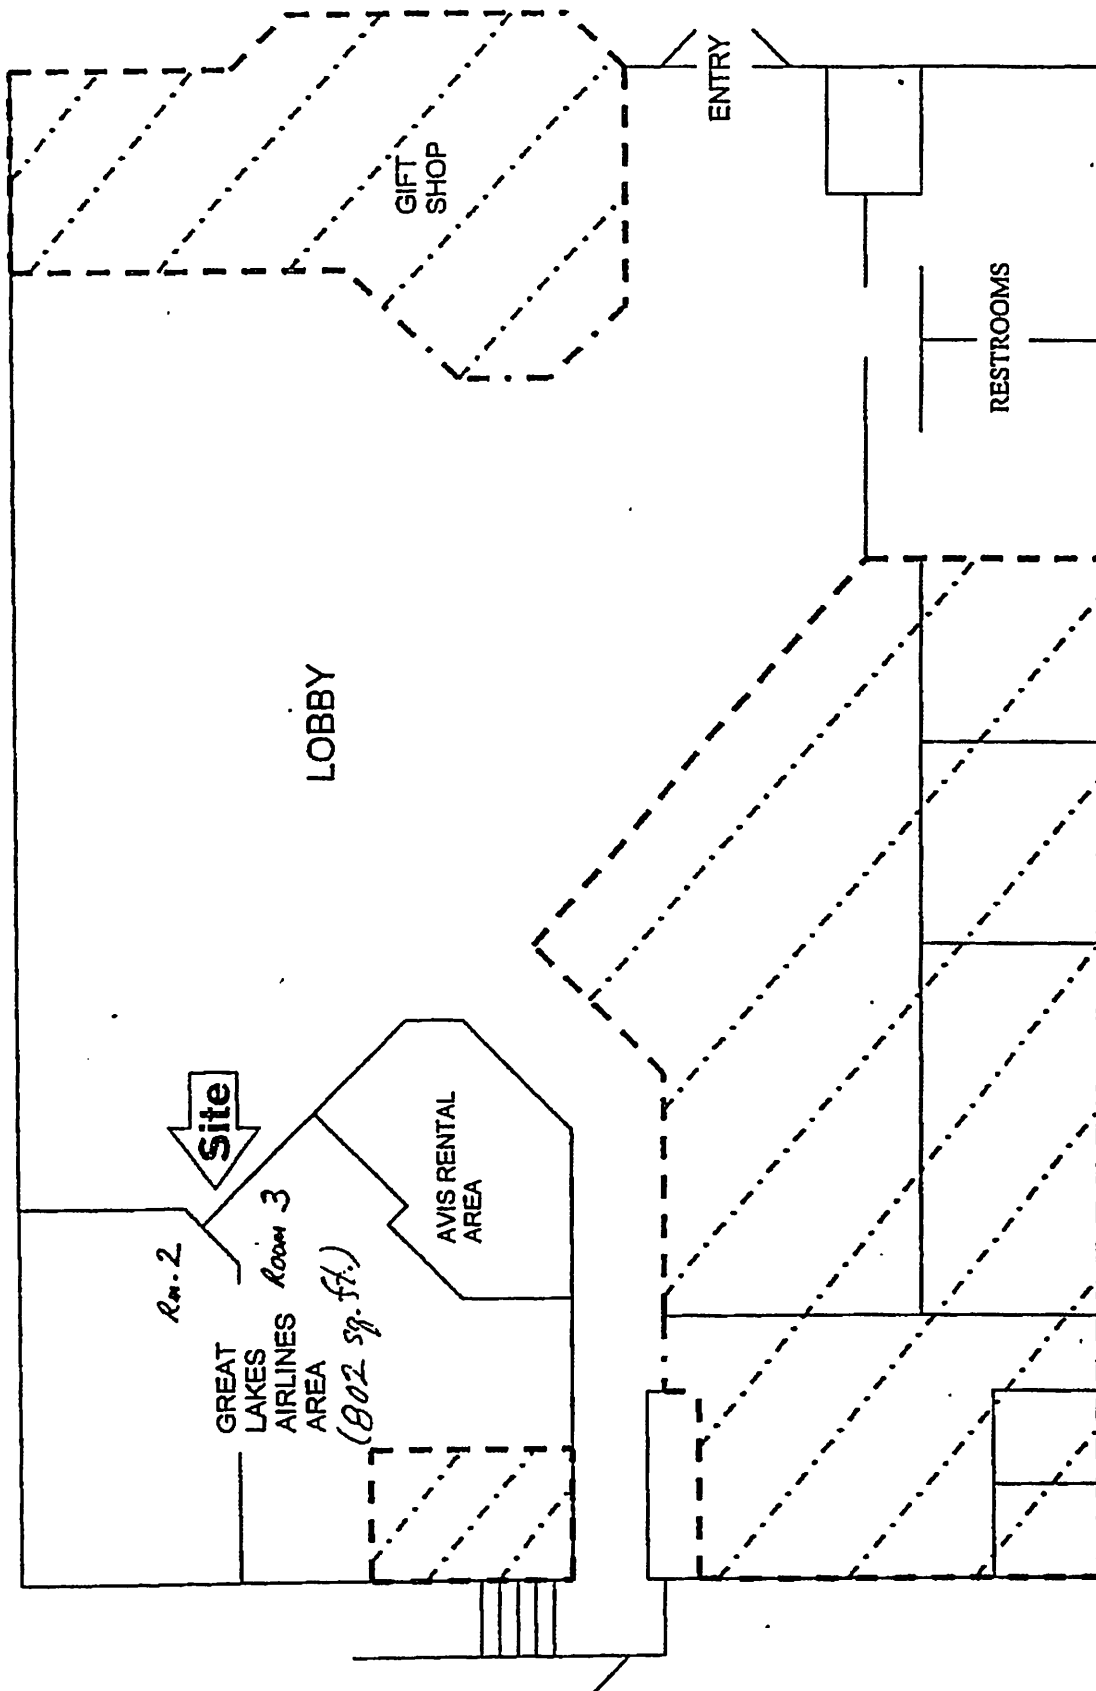 ENTRY
GIFT
SHOP
RESTROOMS
LOBBY
Site
AVIS RENTAL
AREA
Rm. 2
Room 3
GREAT
LAKES
AIRLINES
AREA
(802 sq. ft.)